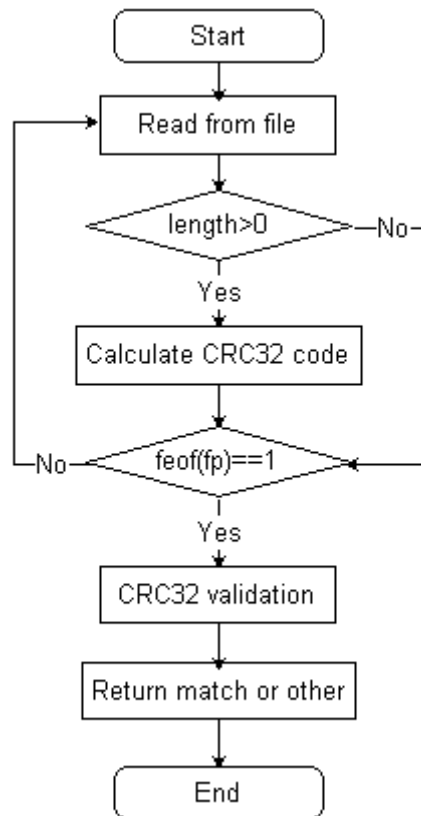 Start
Read from file
length>0
No
Yes
Calculate CRC32 code
No
feof(fp)==1
Yes
CRC32 validation
Return match or other
End